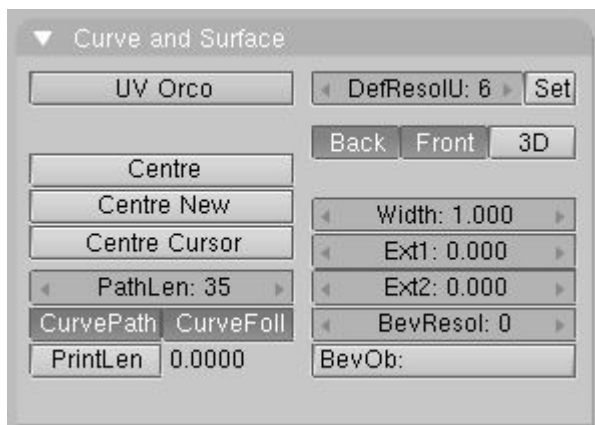 Curve and Surface
UV Orco
DefResolU: 6 Set
Back Front 3D
Centre
Centre New
Centre Cursor
Width: 1.000
Ext1: 0.000
PathLen: 35
Ext2: 0.000
CurvePath CurveFoll
BevResol: 0
PrintLen 0.0000
BevOb: